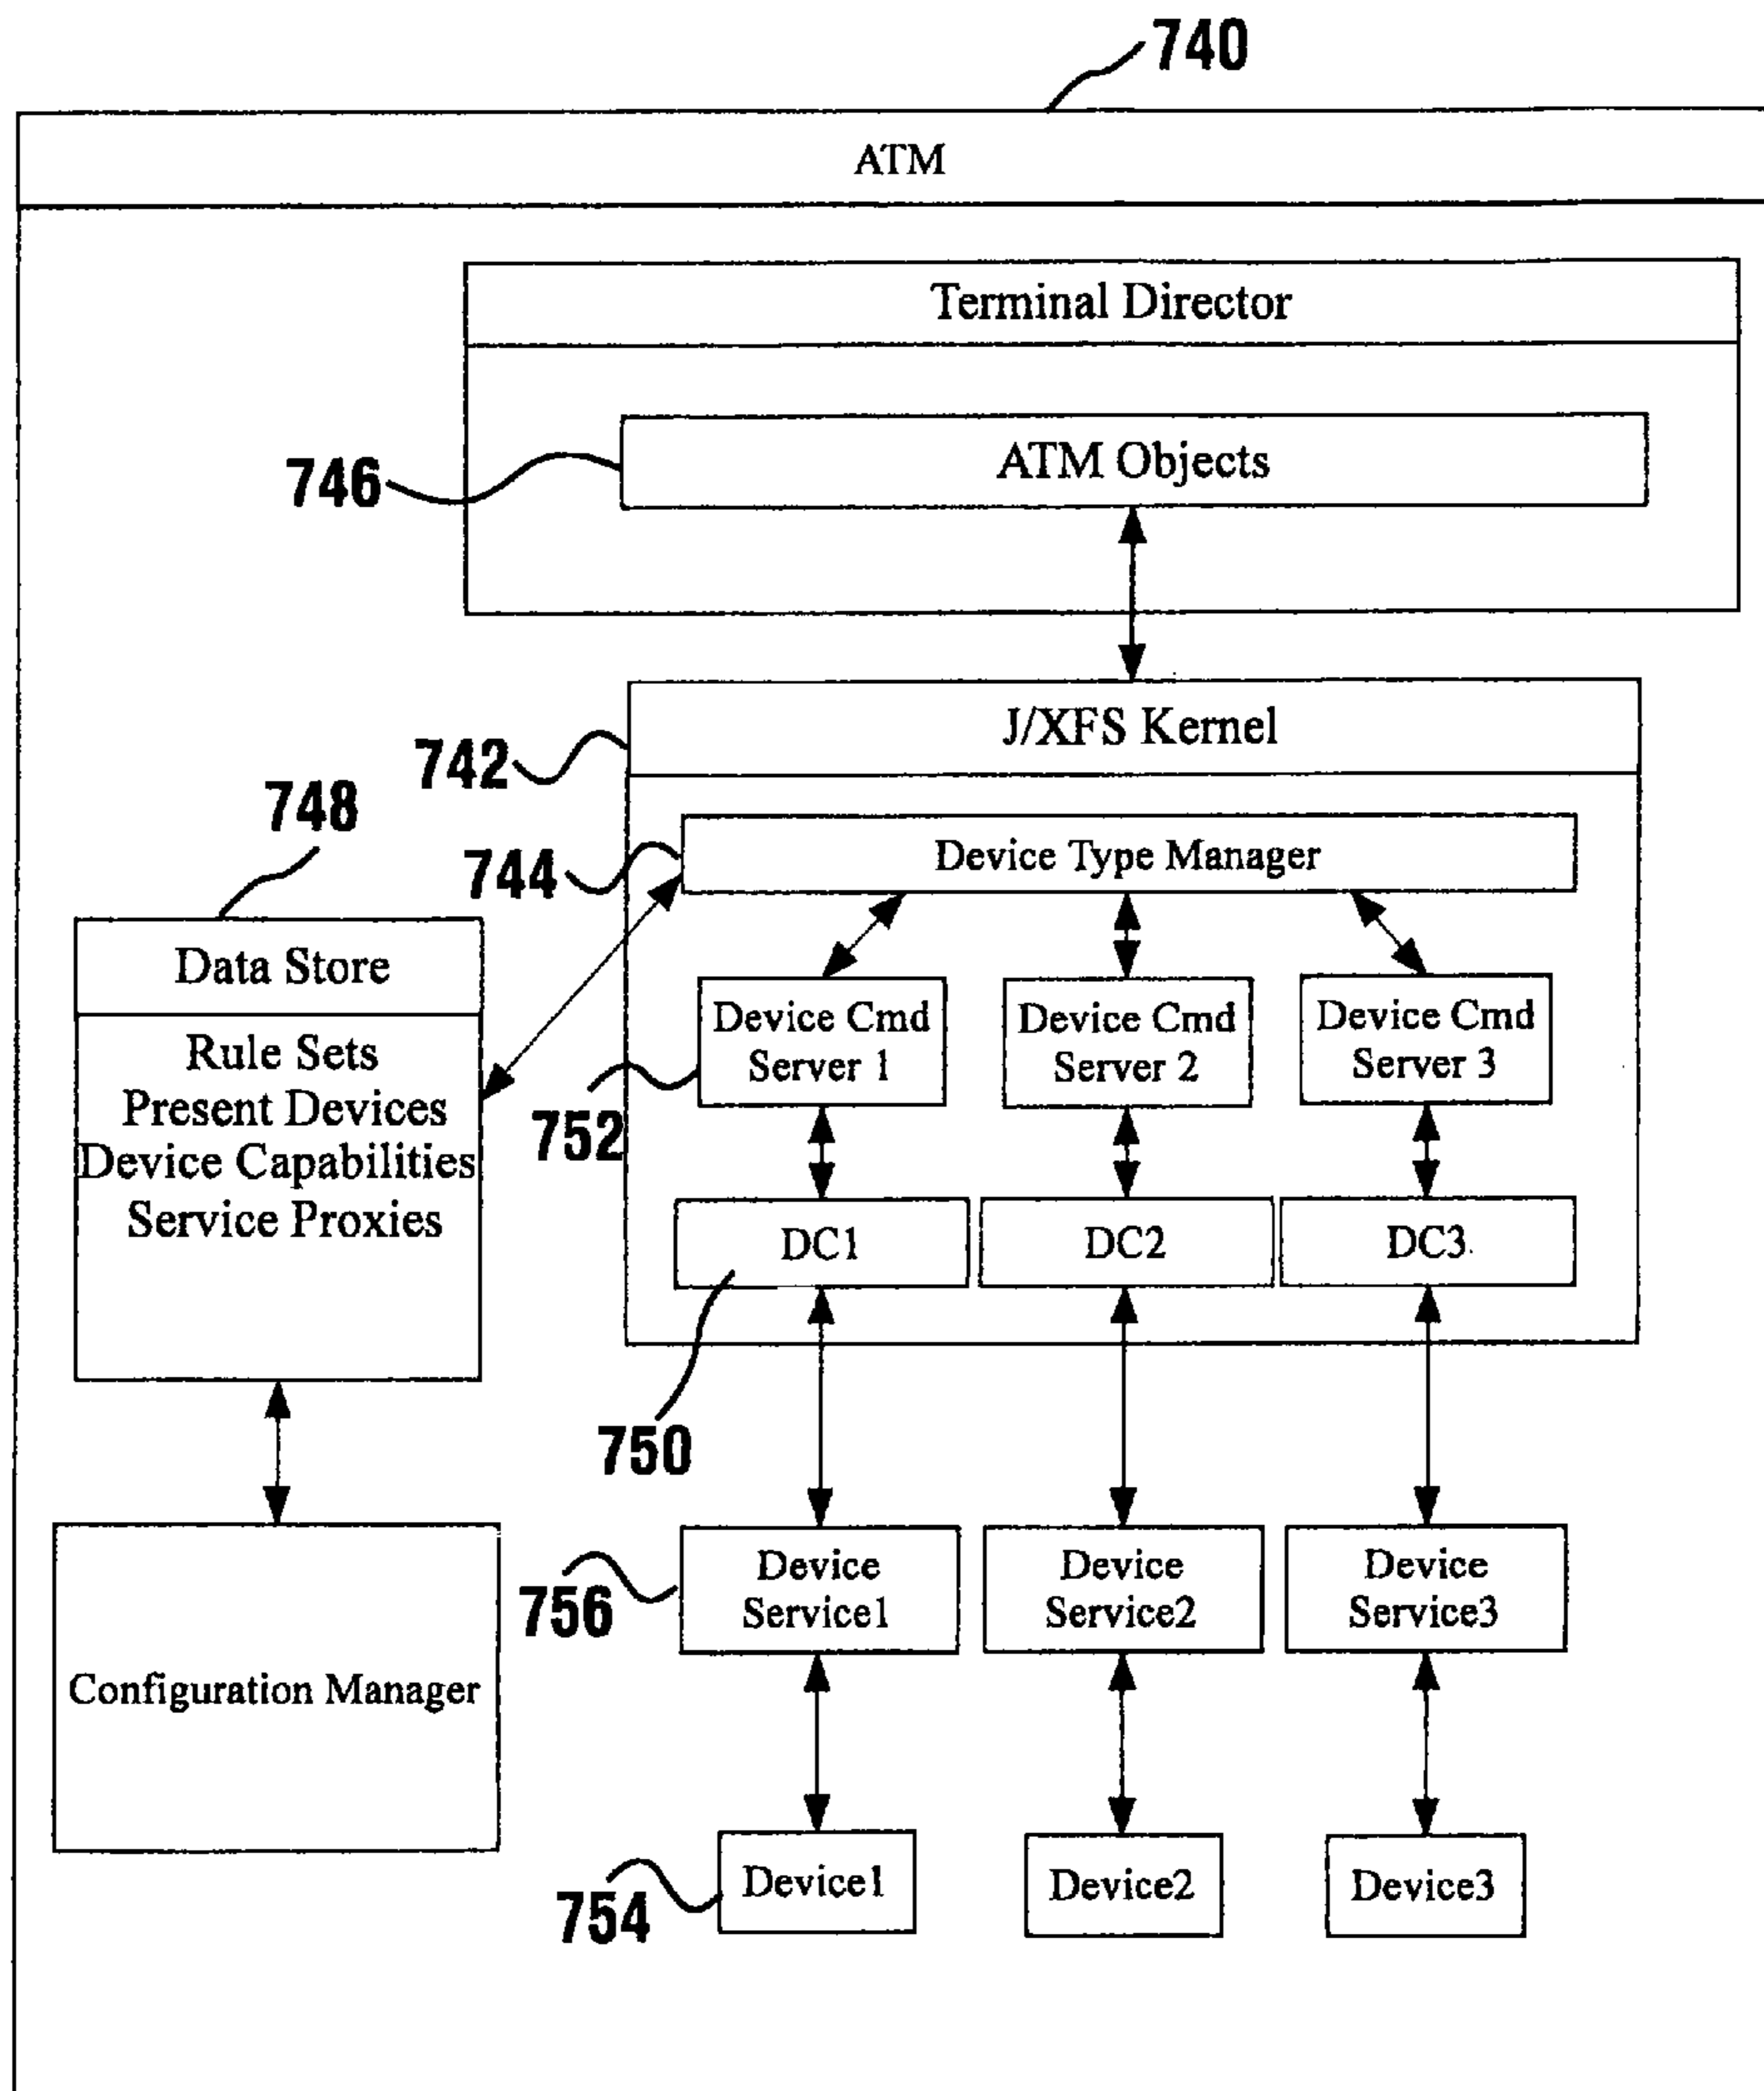 740
ATM
Terminal Director
746
ATM Objects
742
J/XFS Kernel
748
744
Device Type Manager
Data Store
Rule Sets
Present Devices
Device Capabilities
Service Proxies
752
Device Cmd
Server 1
Device Cmd
Server 2
Device Cmd
Server 3
DC1
DC2
DC3
750
756
Device
Service1
Device
Service2
Device
Service3
Configuration Manager
754
Device1
Device2
Device3